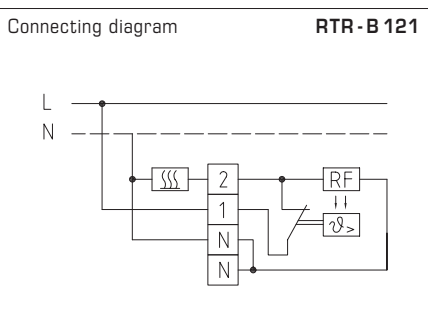 Connecting diagram RTR-B 121
L
N
2 RF
1
ϑ>
N
N